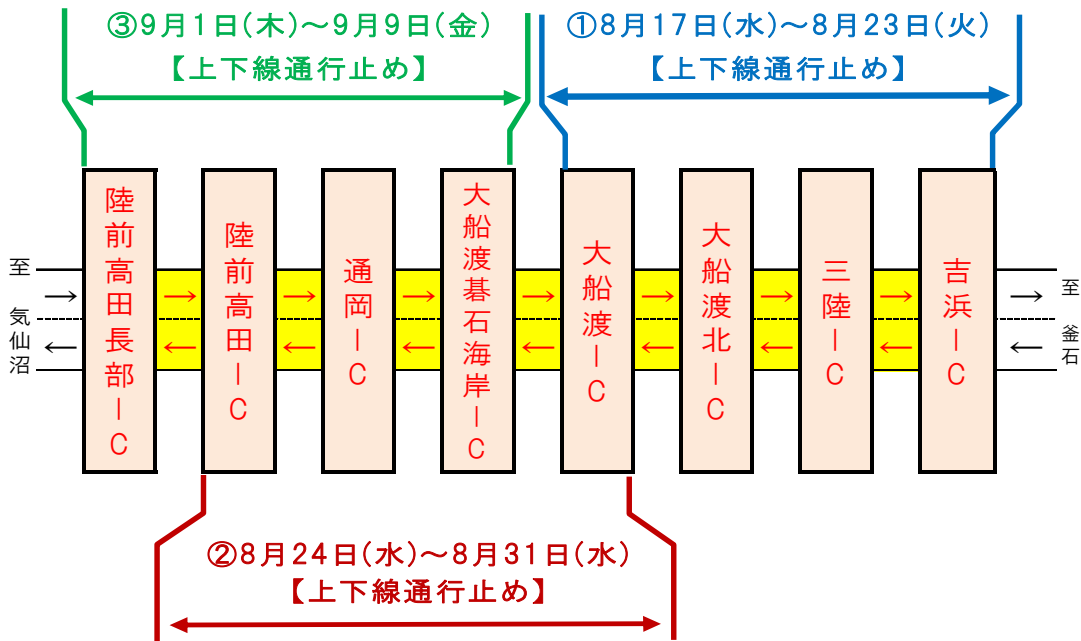 ③9月1日(木)～9月9日(金)
【上下線通行止め】
①8月17日(水)～8月23日(火)
【上下線通行止め】
至 気仙沼
陸前高田長部IC
陸前高田IC
通岡IC
大船渡碁石海岸IC
大船渡IC
大船渡北IC
三陸IC
吉浜IC
至 釜石
②8月24日(水)～8月31日(水)
【上下線通行止め】